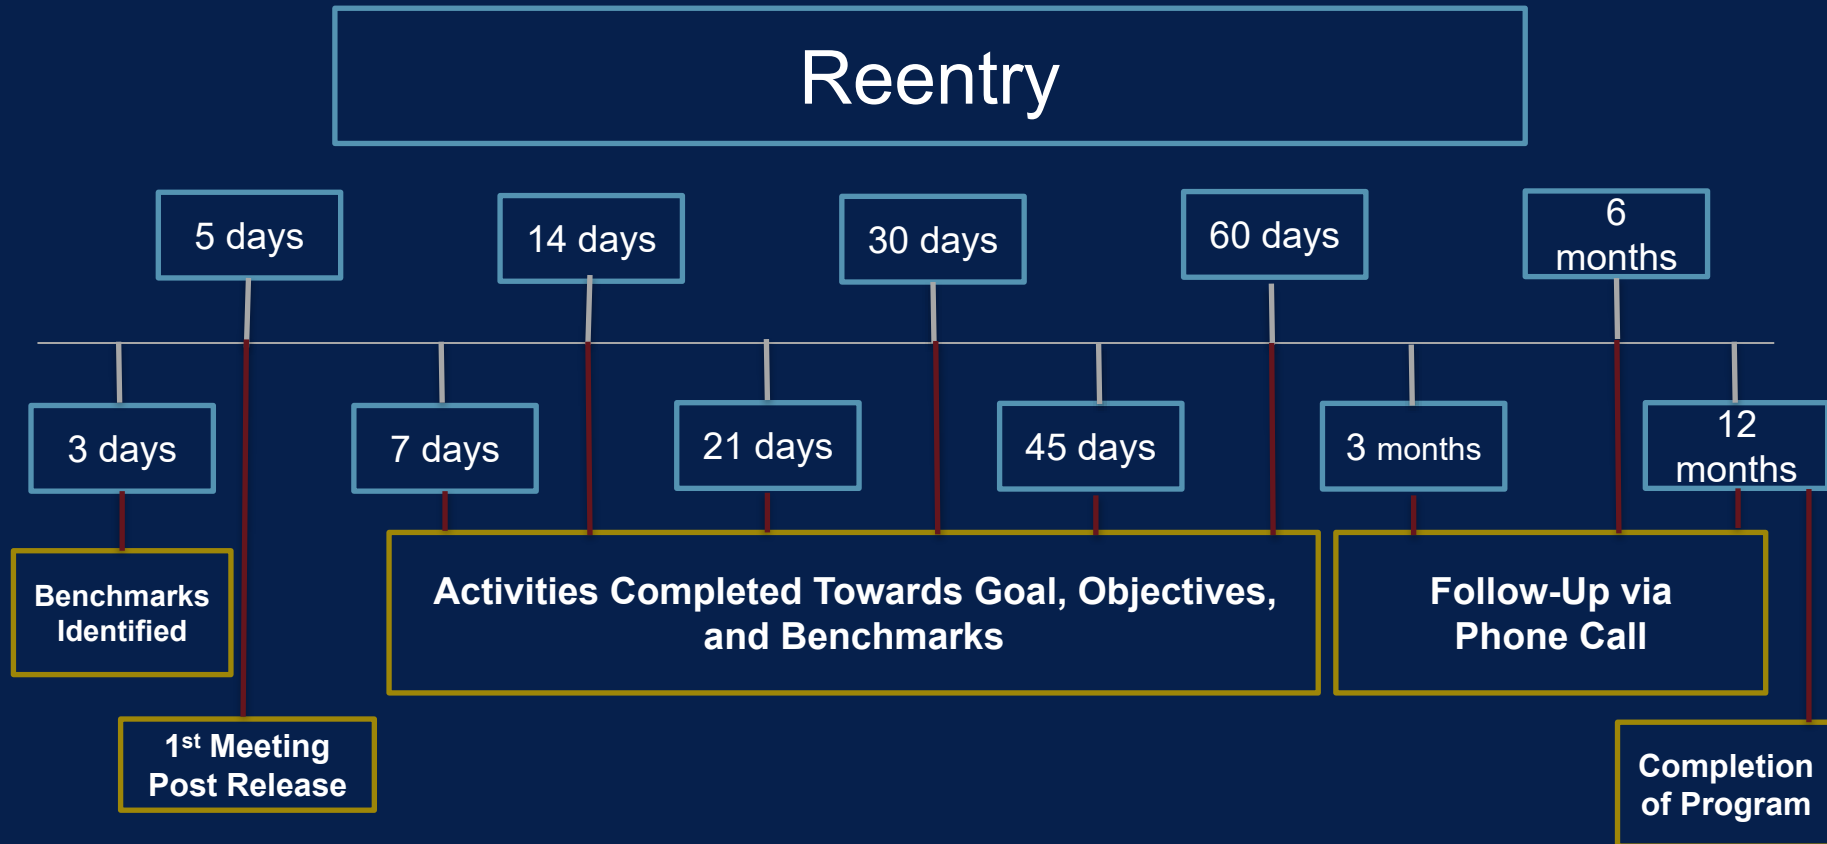 Reentry
5 days
14 days
30 days
60 days
6
months
3 days
7 days
21 days
45 days
3 months
12
months
Benchmarks
Identified
Activities Completed Towards Goal, Objectives,
and Benchmarks
Follow-Up via
Phone Call
1st Meeting
Post Release
Completion
of Program